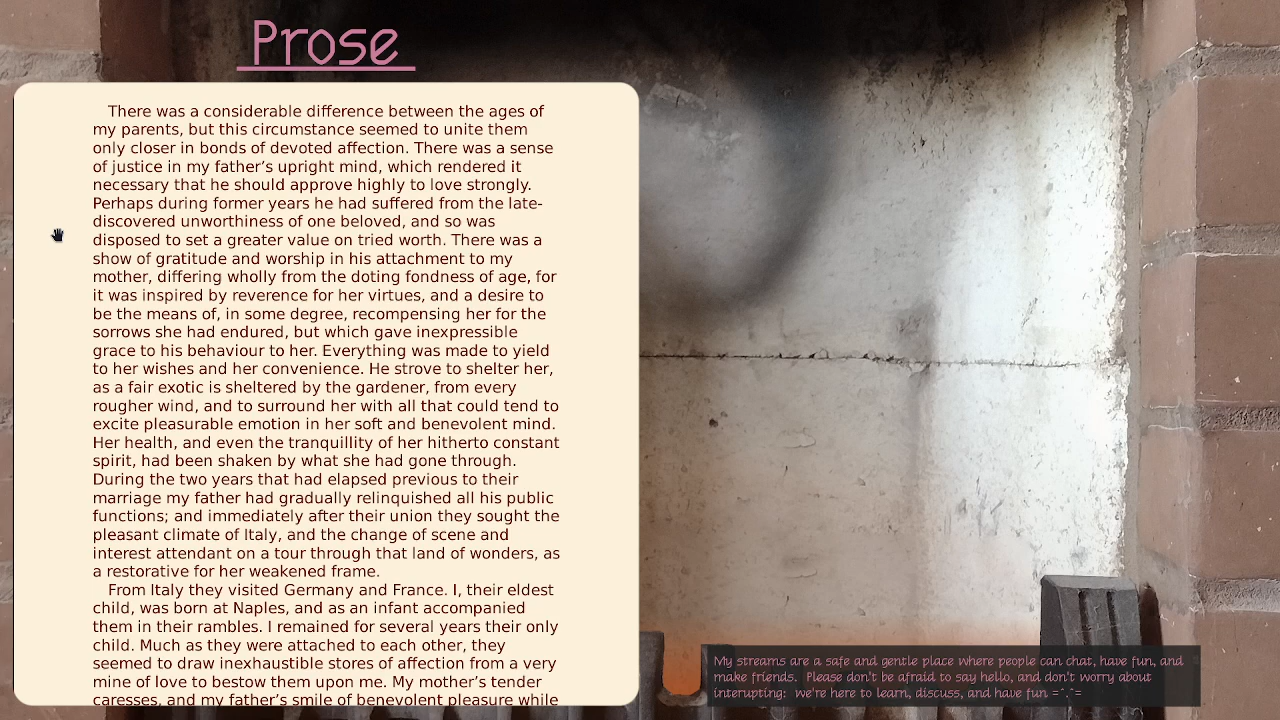 Prose
There was a considerable difference between the ages of
my parents, but this circumstance seemed to unite them
only closer in bonds of devoted affection. There was a sense
of justice in my father’s upright mind, which rendered it
necessary that he should approve highly to love strongly.
Perhaps during former years he had suffered from the late-
discovered unworthiness of one beloved, and so was
disposed to set a greater value on tried worth. There was a
show of gratitude and worship in his attachment to my
mother, differing wholly from the doting fondness of age, for
it was inspired by reverence for her virtues, and a desire to
be the means of, in some degree, recompensing her for the
sorrows she had endured, but which gave inexpressible
grace to his behaviour to her. Everything was made to yield
to her wishes and her convenience. He strove to shelter her,
as a fair exotic is sheltered by the gardener, from every
rougher wind, and to surround her with all that could tend to
excite pleasurable emotion in her soft and benevolent mind.
Her health, and even the tranquillity of her hitherto constant
spirit, had been shaken by what she had gone through.
During the two years that had elapsed previous to their
marriage my father had gradually relinquished all his public
functions; and immediately after their union they sought the
pleasant climate of Italy, and the change of scene and
interest attendant on a tour through that land of wonders, as
a restorative for her weakened frame.
From Italy they visited Germany and France. I, their eldest
child, was born at Naples, and as an infant accompanied
them in their rambles. I remained for several years their only
child. Much as they were attached to each other, they
seemed to draw inexhaustible stores of affection from a very
mine of love to bestow them upon me. My mother’s tender
caresses, and my father’s smile of benevolent pleasure while
My streams are a safe and gentle place where people can chat, have fun, and
make friends.  Please don't be afraid to say hello, and don't worry about
interupting:  we're here to learn, discuss, and have fun =^.^=